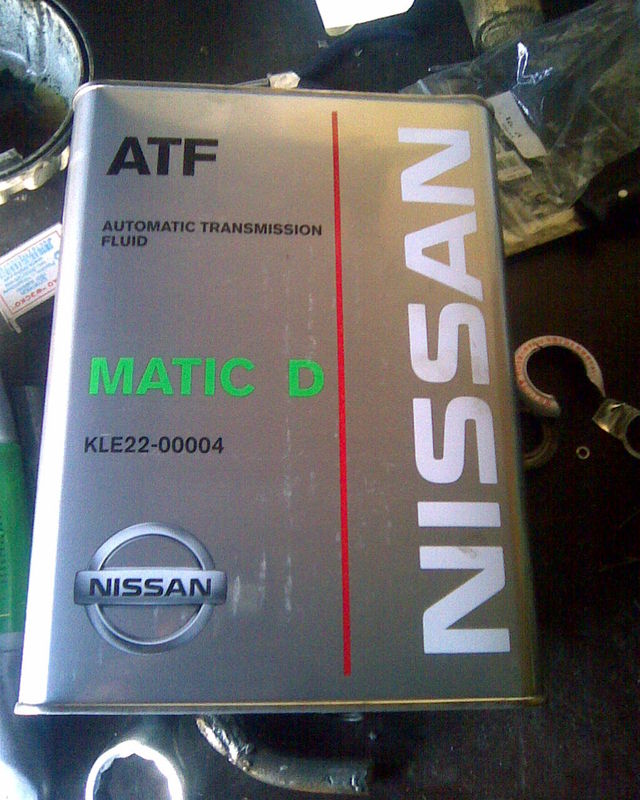 ATF
AUTOMATIC TRANSMISSION
FLUID
MATIC D
KLE22-00004
NISSAN
NISSAN